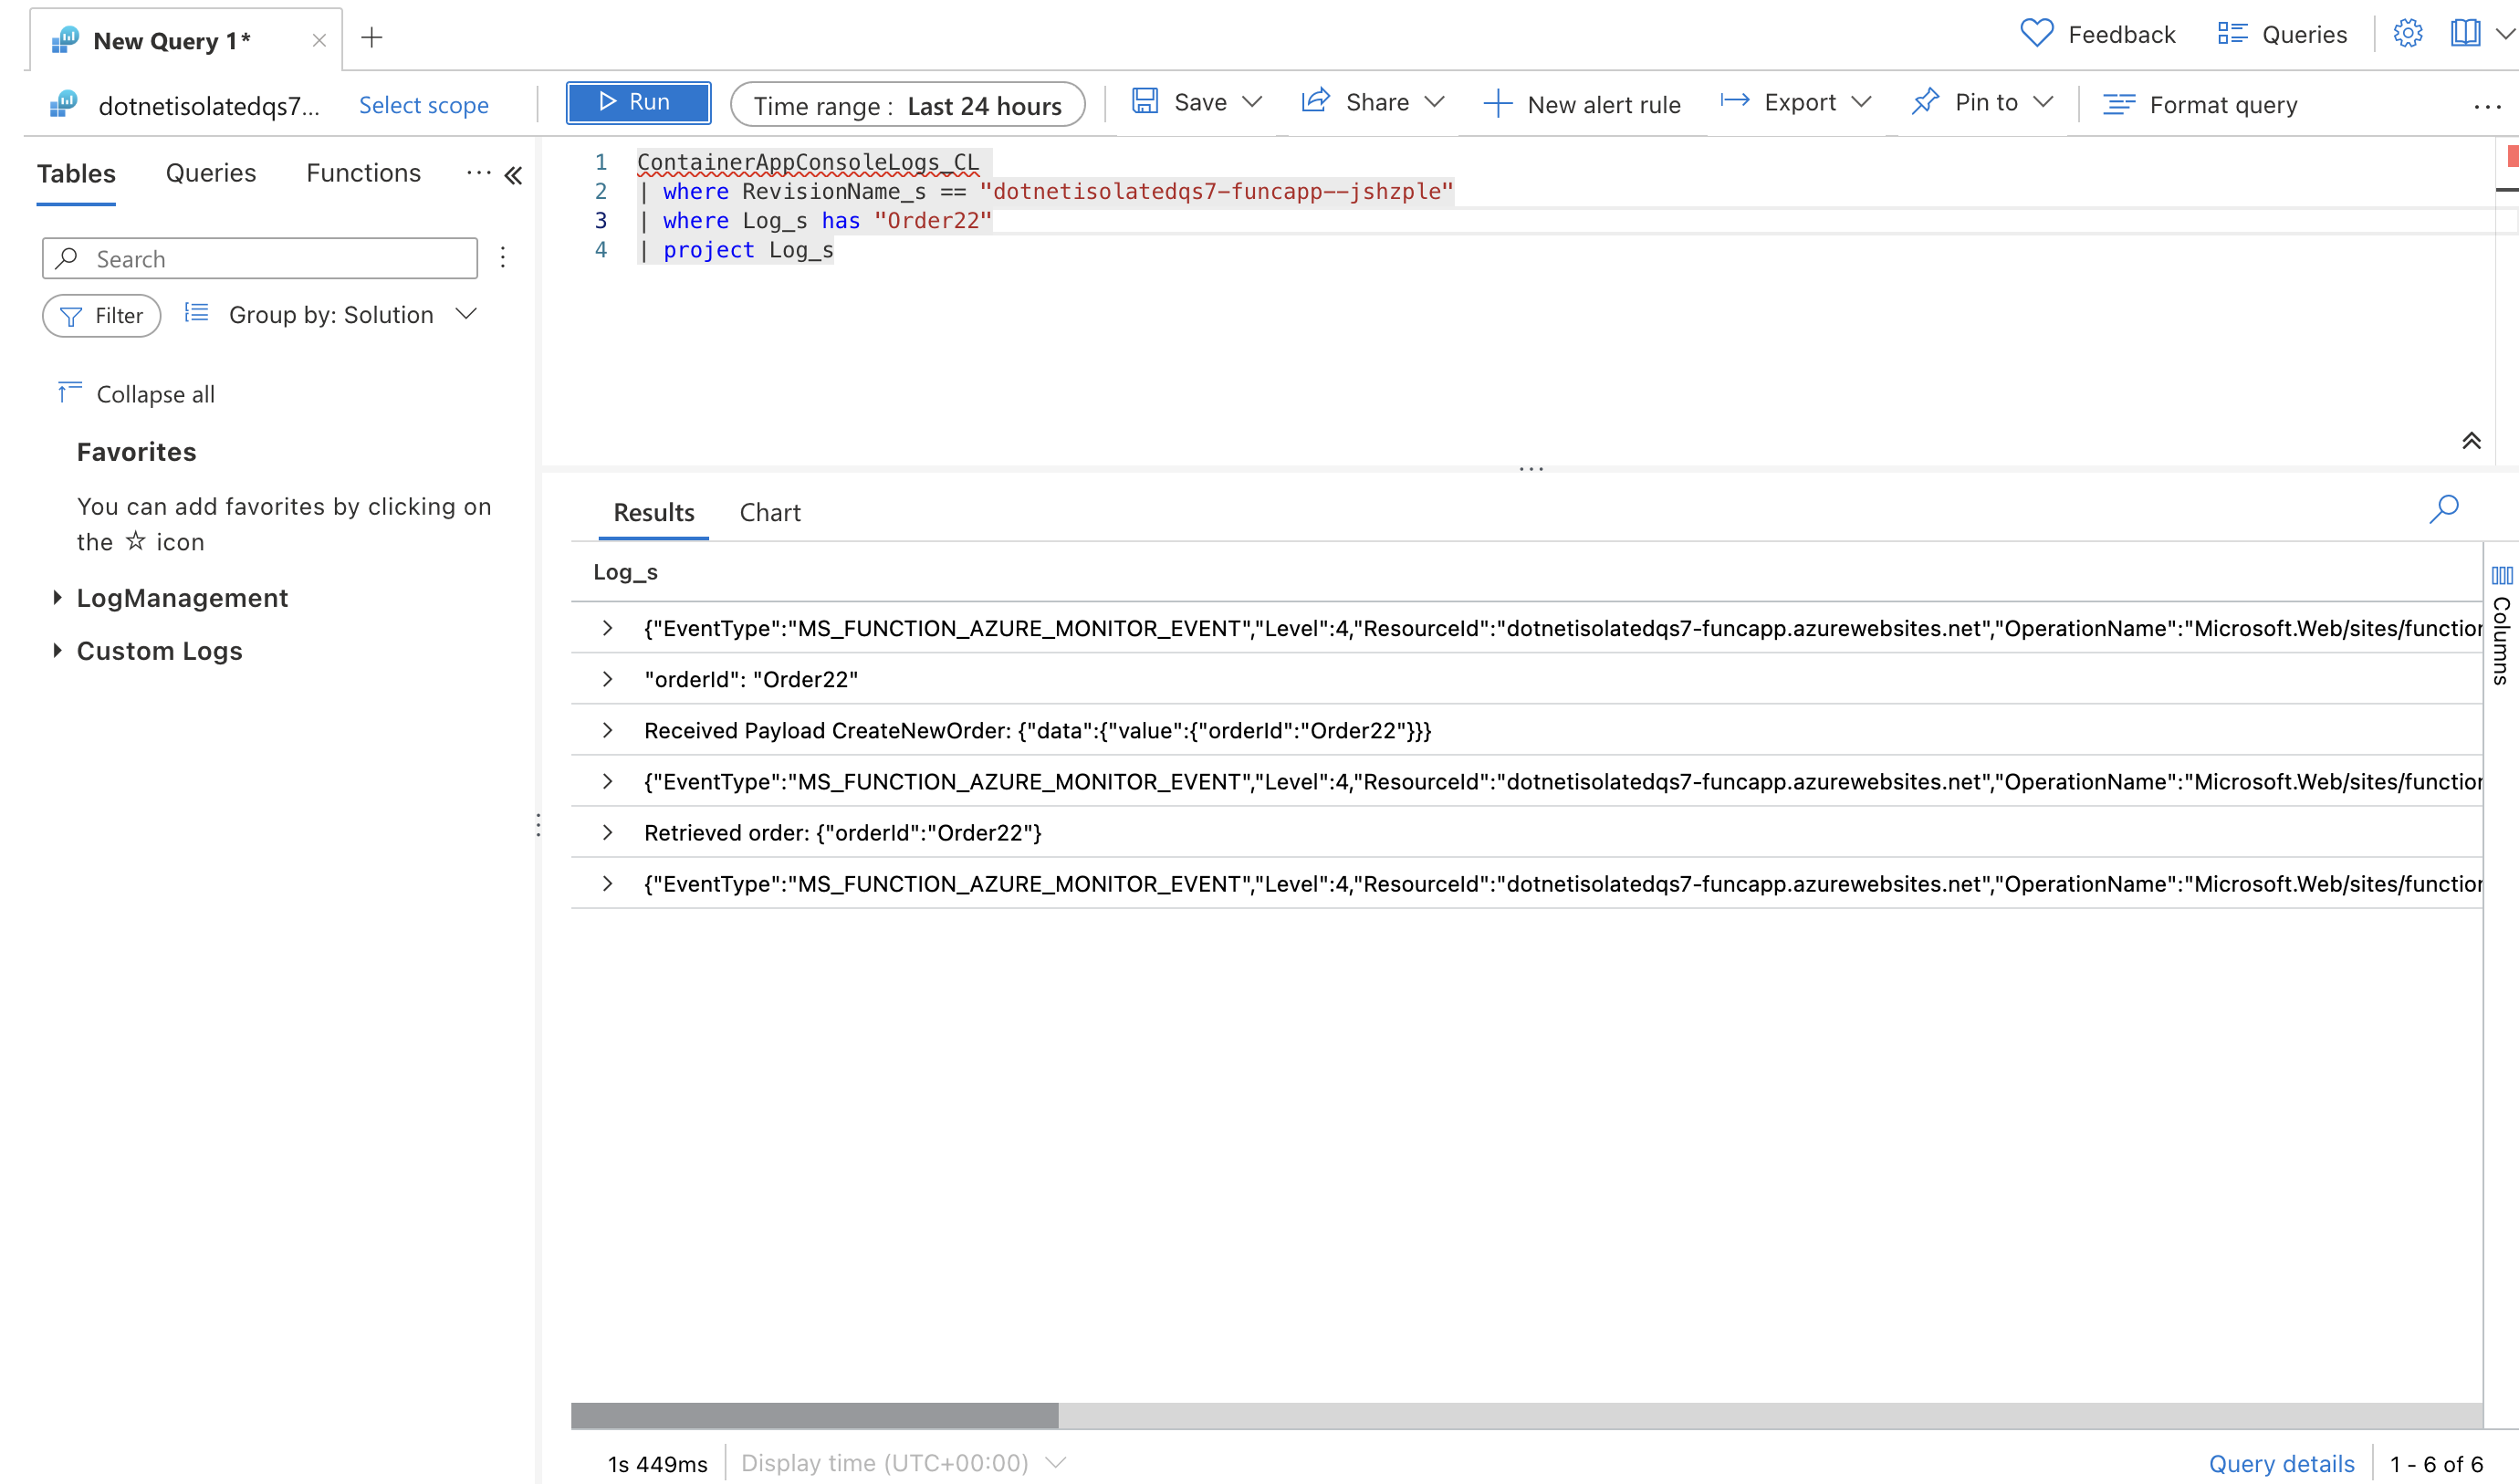 New Query 1*
Feedback
Queries
dotnetisolatedqs7...
Select scope
Run
Time range : Last 24 hours
Save
Share
New alert rule
Export
Pin to
Format query
...
Tables
Queries
Functions
...
Search
Filter
Group by: Solution
Collapse all
Favorites
You can add favorites by clicking on
the ☆ icon
LogManagement
Custom Logs
1 ContainerAppConsoleLogs_CL
2 | where RevisionName_s == "dotnetisolatedqs7-funcapp--jshzple"
3 | where Log_s has "Order22"
4 | project Log_s
Results
Chart
Log_s
{"EventType":"MS_FUNCTION_AZURE_MONITOR_EVENT","Level":4,"ResourceId":"dotnetisolatedqs7-funcapp.azurewebsites.net","OperationName":"Microsoft.Web/sites/function
"orderId": "Order22"
Received Payload CreateNewOrder: {"data":{"value":{"orderId":"Order22"}}}
{"EventType":"MS_FUNCTION_AZURE_MONITOR_EVENT","Level":4,"ResourceId":"dotnetisolatedqs7-funcapp.azurewebsites.net","OperationName":"Microsoft.Web/sites/function
Retrieved order: {"orderId":"Order22"}
{"EventType":"MS_FUNCTION_AZURE_MONITOR_EVENT","Level":4,"ResourceId":"dotnetisolatedqs7-funcapp.azurewebsites.net","OperationName":"Microsoft.Web/sites/function
Columns
1s 449ms
Display time (UTC+00:00)
Query details
1 - 6 of 6